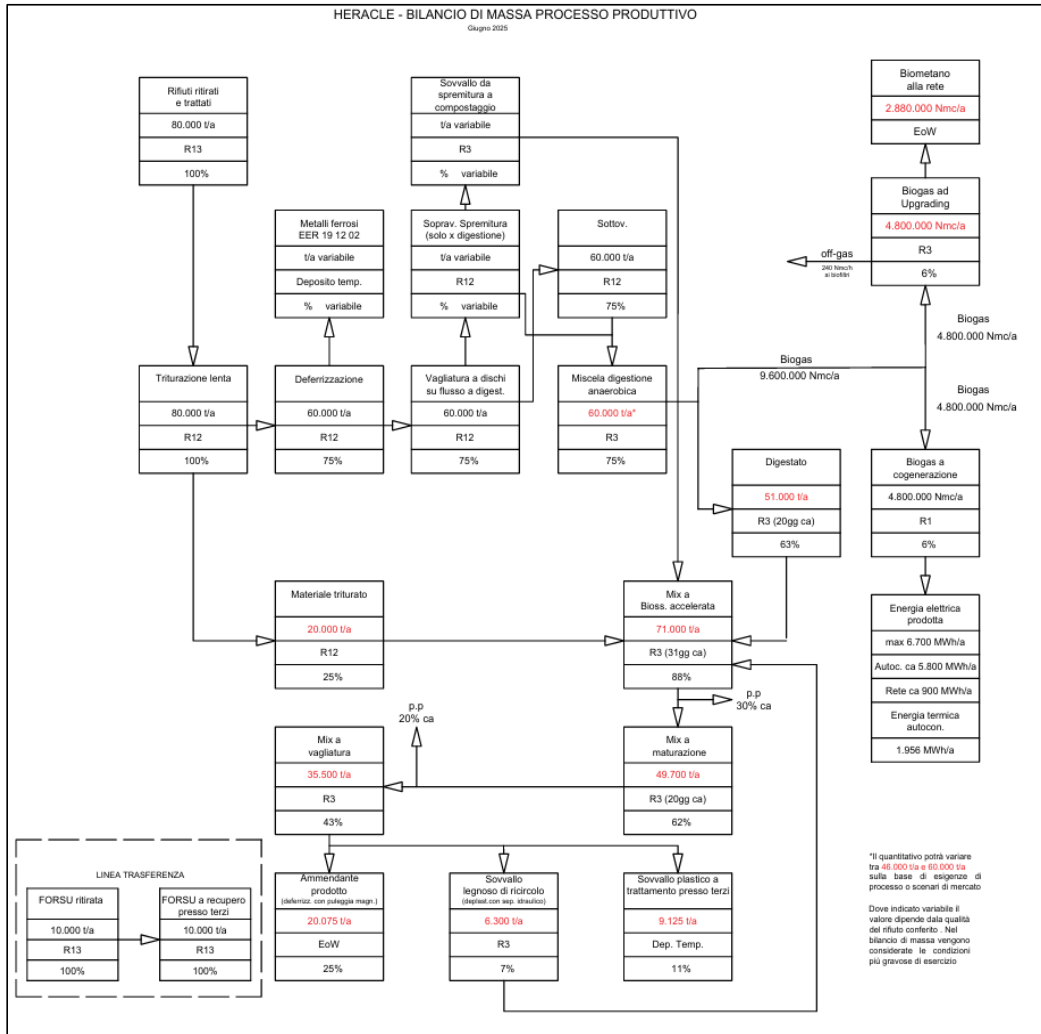 HERACLE - BILANCIO DI MASSA PROCESSO PRODUTTIVO
Giugno 2025
Rifiuti ritirati
e trattati
80.000 t/a
R13
100%
Sovvallo da
spremitura a
compostaggio
t/a variabile
R3
% variabile
Biometano
alla rete
2.880.000 Nmc/a
EoW
Biogas ad
Upgrading
4.800.000 Nmc/a
R3
6%
off-gas
240 Nmc/h
ai biofiltri
Metalli ferrosi
EER 19 12 02
t/a variabile
Deposito temp.
% variabile
Soprav. Spremitura
(solo x digestione)
t/a variabile
R12
% variabile
Sottov.
60.000 t/a
R12
75%
Biogas
4.800.000 Nmc/a
Biogas
9.600.000 Nmc/a
Biogas
4.800.000 Nmc/a
Triturazione lenta
80.000 t/a
R12
100%
Deferrizzazione
60.000 t/a
R12
75%
Vagliatura a dischi
su flusso a digest.
60.000 t/a
R12
75%
Miscela digestione
anaerobica
60.000 t/a*
R3
75%
Digestato
51.000 t/a
R3 (20gg ca)
63%
Biogas a
cogenerazione
4.800.000 Nmc/a
R1
6%
Materiale triturato
20.000 t/a
R12
25%
Mix a
Bioss. accelerata
71.000 t/a
R3 (31gg ca)
88%
Energia elettrica
prodotta
max 6.700 MWh/a
Autoc. ca 5.800 MWh/a
Rete ca 900 MWh/a
Energia termica
autocon.
1.956 MWh/a
p.p
20% ca
p.p
30% ca
Mix a
vagliatura
35.500 t/a
R3
43%
Mix a
maturazione
49.700 t/a
R3 (20gg ca)
62%
LINEA TRASFERENZA
FORSU ritirata
10.000 t/a
R13
100%
FORSU a recupero
presso terzi
10.000 t/a
R13
100%
Ammendante
prodotto
(deferrizz. con puleggia magn.)
20.075 t/a
EoW
25%
Sovvallo
legnoso di ricircolo
(deplast.con sep. idraulico)
6.300 t/a
R3
7%
Sovvallo plastico a
trattamento presso terzi
9.125 t/a
Dep. Temp.
11%
*Il quantitativo potrà variare
tra 46.000 t/a e 60.000 t/a
sulla base di esigenze di
processo o scenari di mercato
Dove indicato variabile il
valore dipende dala qualità
del rifiuto conferito . Nel
bilancio di massa vengono
considerate le condizioni
più gravose di esercizio